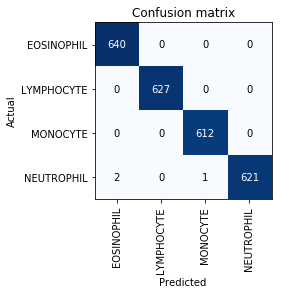 Confusion matrix
Actual
EOSINOPHIL 640 0 0 0
LYMPHOCYTE 0 627 0 0
MONOCYTE 0 0 612 0
NEUTROPHIL 2 0 1 621
EOSINOPHIL LYMPHOCYTE MONOCYTE NEUTROPHIL
Predicted